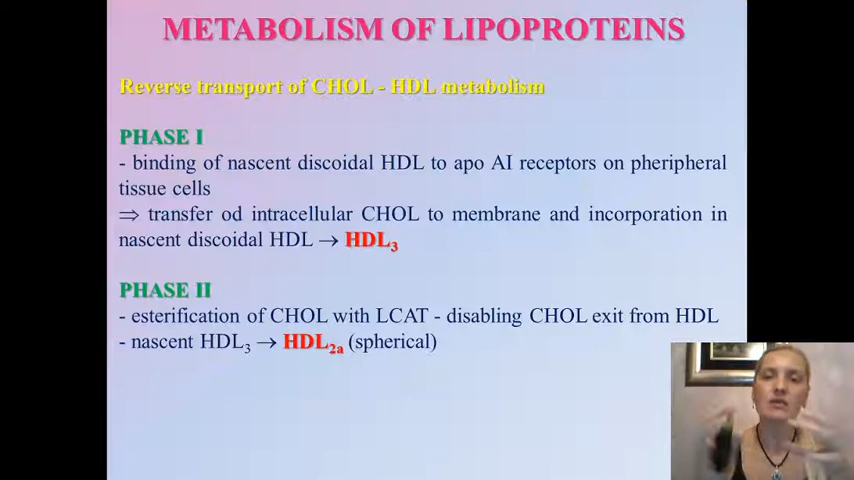 METABOLISM OF LIPOPROTEINS
Reverse transport of CHOL - HDL metabolism
PHASE I
- binding of nascent discoidal HDL to apo AI receptors on pheripheral
tissue cells
⇒ transfer od intracellular CHOL to membrane and incorporation in
nascent discoidal HDL → HDL₃
PHASE II
- esterification of CHOL with LCAT - disabling CHOL exit from HDL
- nascent HDL₃ → HDL₂ₐ (spherical)